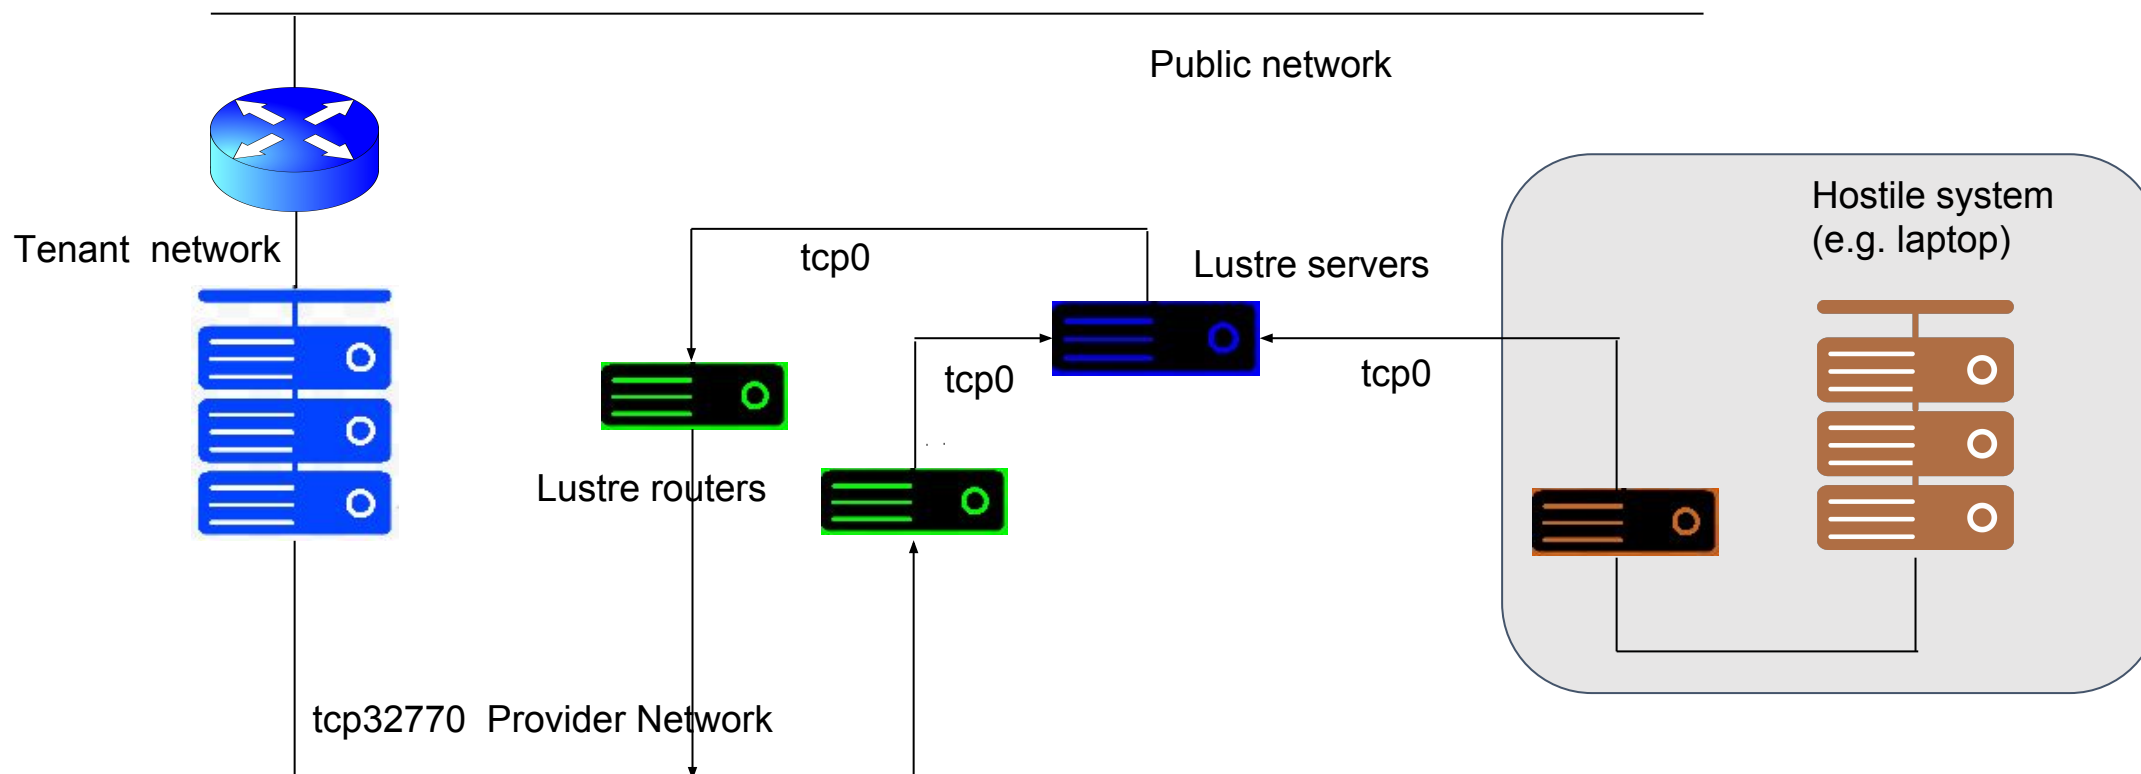 Public network
Hostile system
(e.g. laptop)
Tenant  network
tcp0
Lustre servers
tcp0
tcp0
Lustre routers
tcp32770  Provider Network